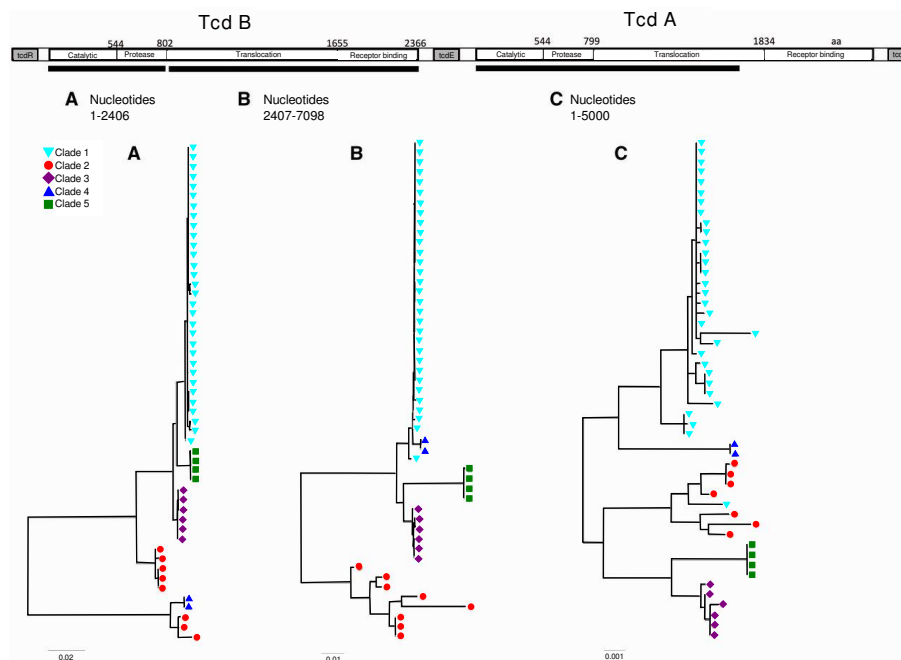 Tcd B
Tcd A
544
802
1655
2366
544
799
1834
aa
tcdR
Catalytic
Protease
Translocation
Receptor binding
tcdE
Catalytic
Protease
Translocation
Receptor binding
tcd
A Nucleotides
1-2406
B Nucleotides
2407-7098
C Nucleotides
1-5000
A
B
C
Clade 1
Clade 2
Clade 3
Clade 4
Clade 5
0.02
0.01
0.001